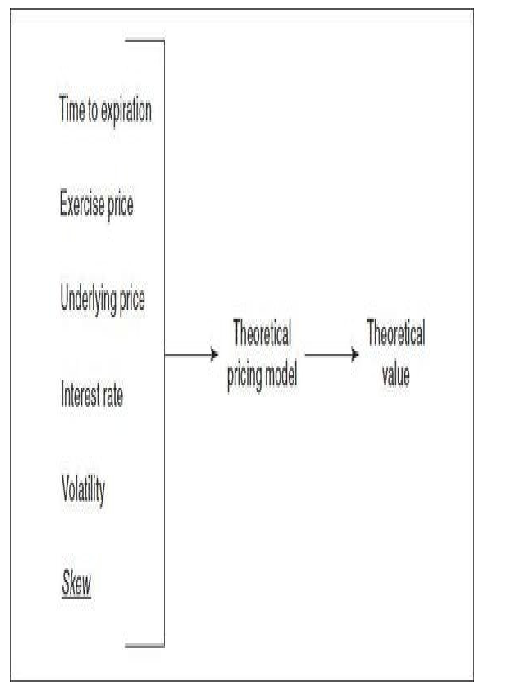 Time to expiration
Exercise price
Underlying price
Interest rate
Volatility
Skew
Theoretical
pricing model
Theoretical
value